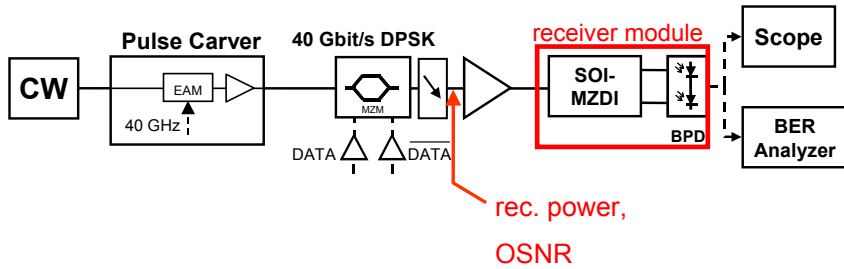 Pulse Carver
40 Gbit/s DPSK
receiver module
Scope
CW
EAM
40 GHz
MZM
SOI-
MZDI
BPD
BER
Analyzer
DATA
DATA
rec. power,
OSNR